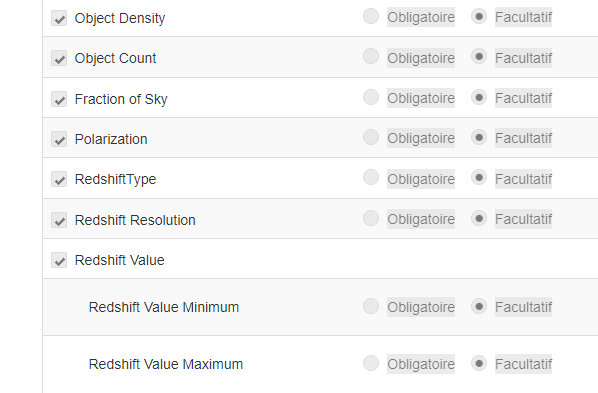 Object Density Obligatoire Facultatif
Object Count Obligatoire Facultatif
Fraction of Sky Obligatoire Facultatif
Polarization Obligatoire Facultatif
RedshiftType Obligatoire Facultatif
Redshift Resolution Obligatoire Facultatif
Redshift Value
Redshift Value Minimum Obligatoire Facultatif
Redshift Value Maximum Obligatoire Facultatif